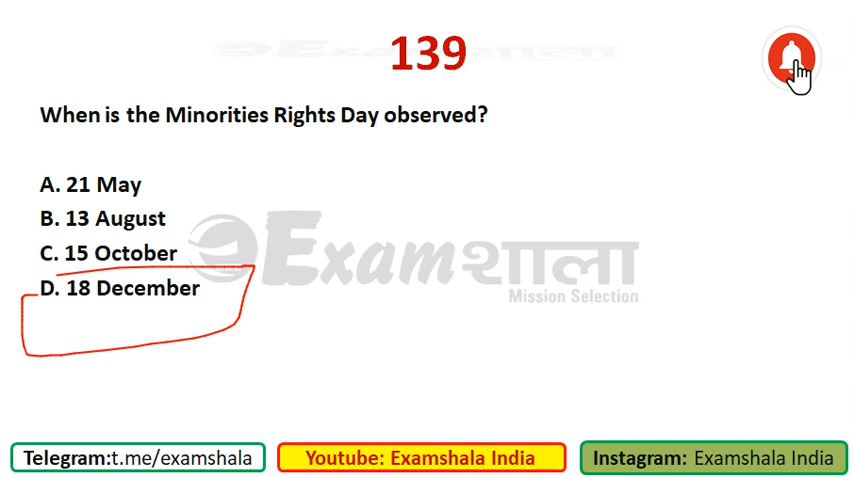 139
When is the Minorities Rights Day observed?
A. 21 May
B. 13 August
C. 15 October
D. 18 December
Examशाला
Mission Selection
Telegram:t.me/examshala
Youtube: Examshala India
Instagram: Examshala India